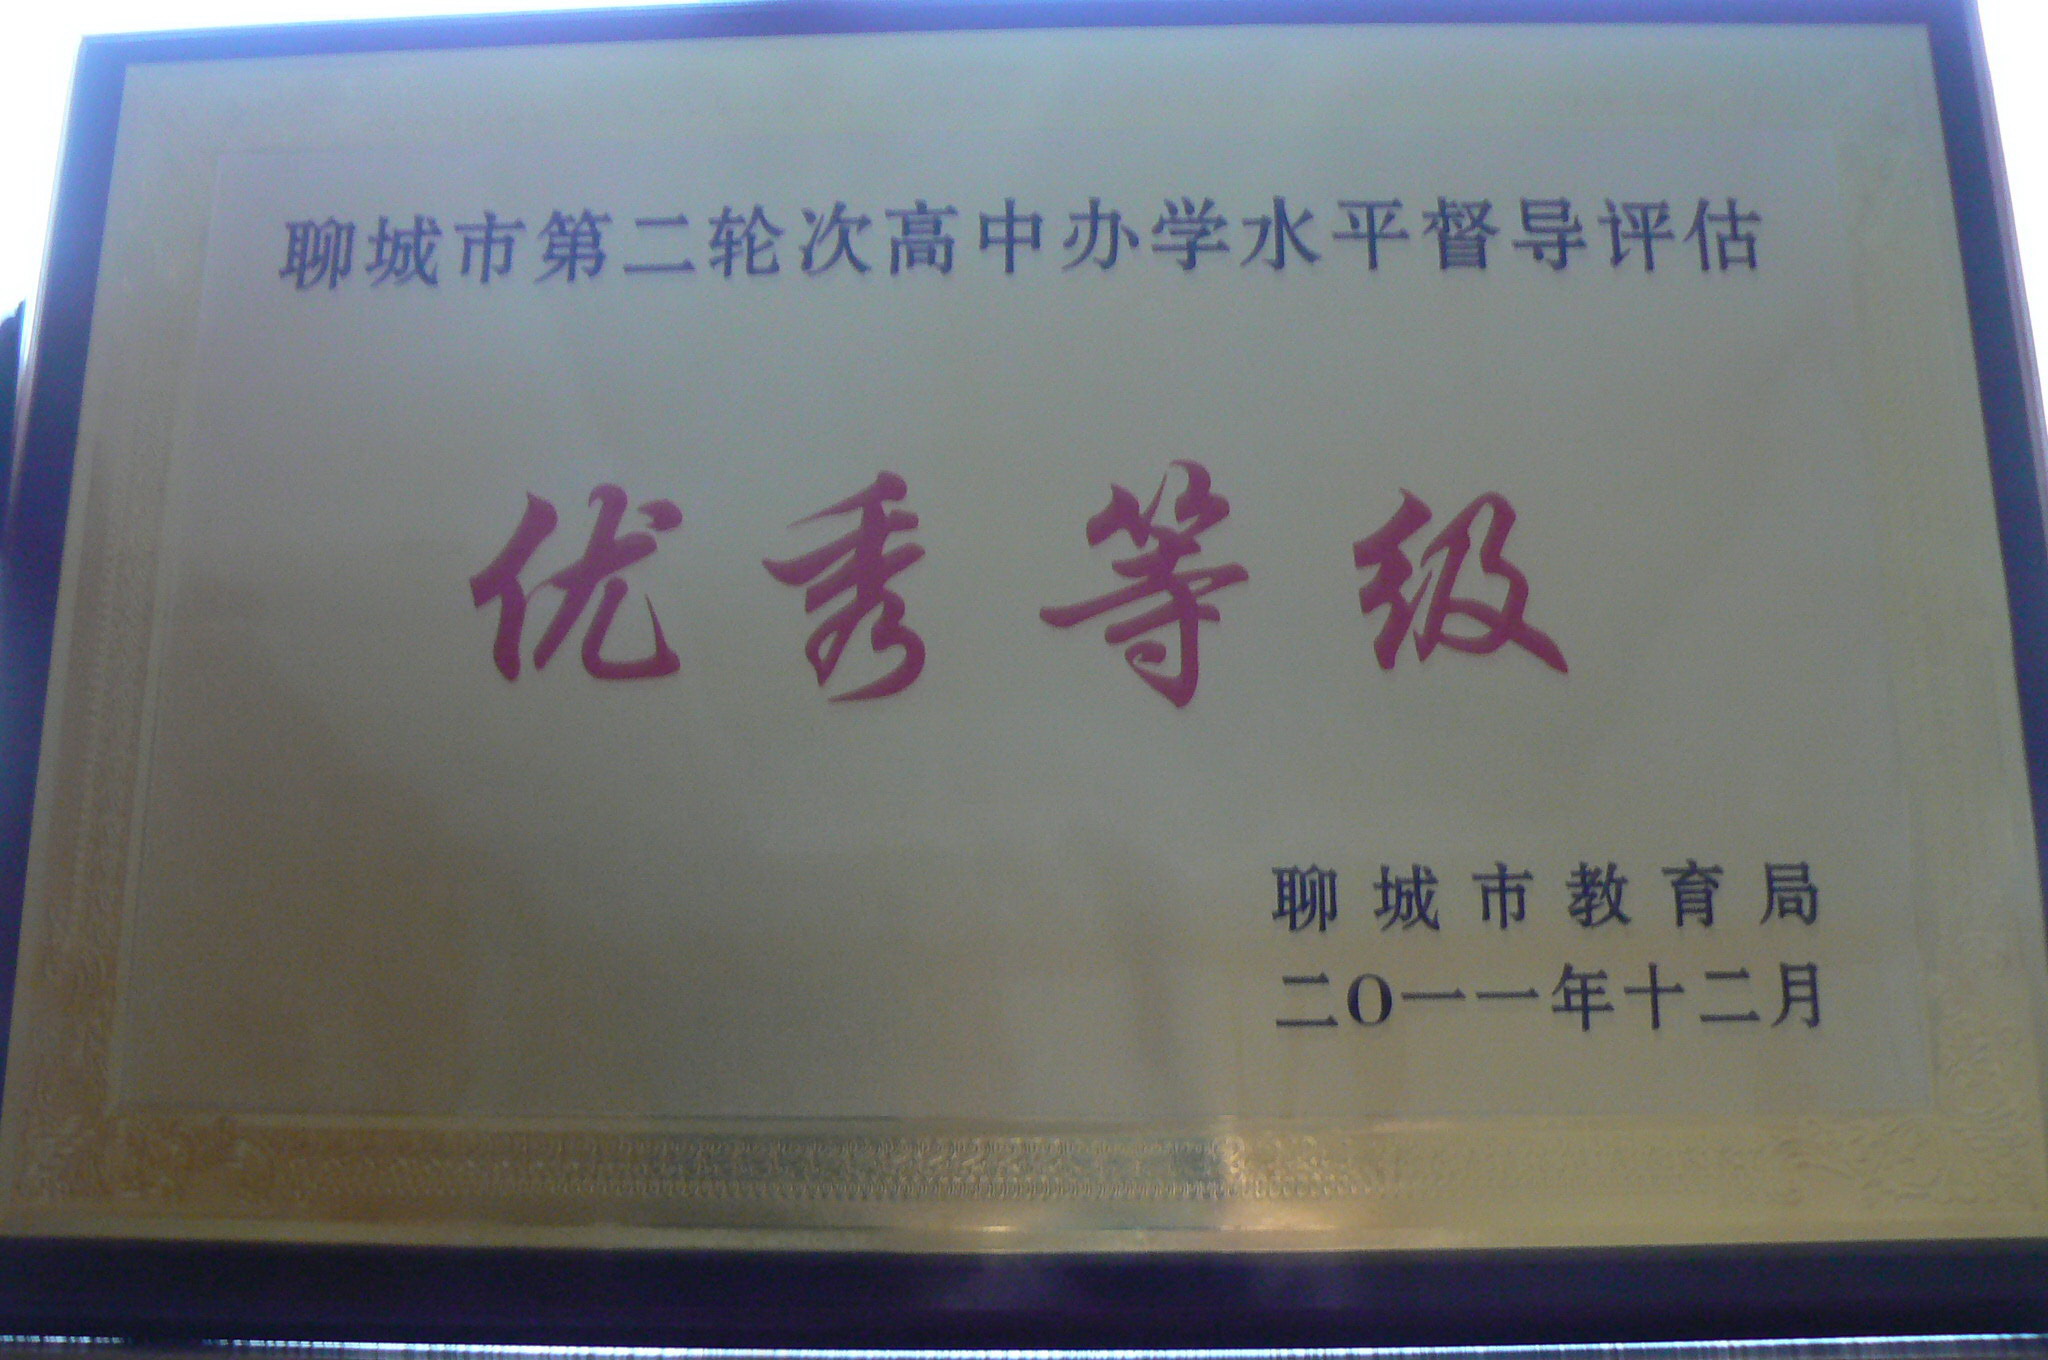 聊城市第二轮次高中办学水平督导评估
优秀等级
聊城市教育局
二O一一年十二月